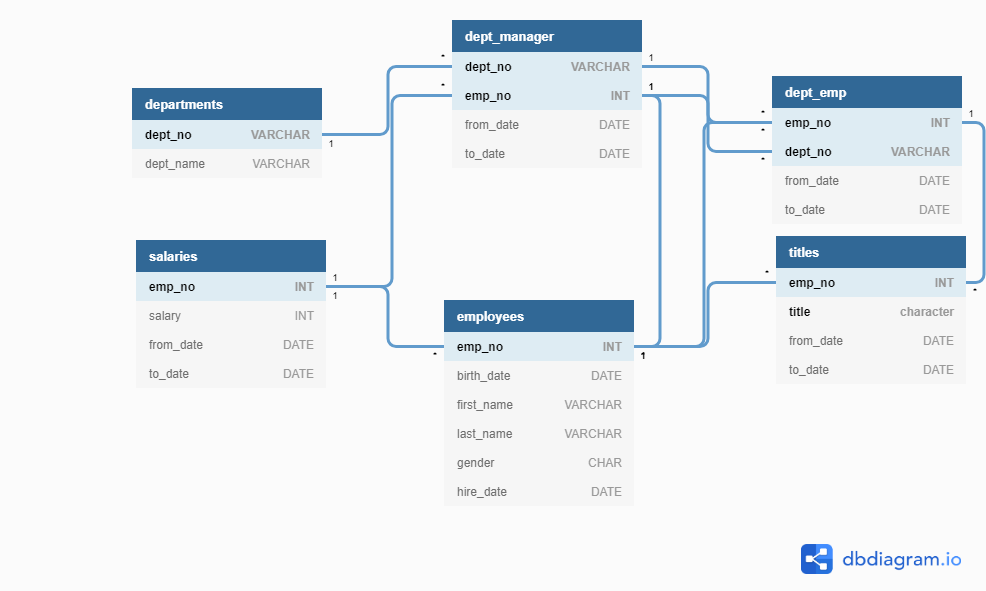 dept_manager
dept_no VARCHAR
emp_no INT
from_date DATE
to_date DATE
departments
dept_no VARCHAR
dept_name VARCHAR
dept_emp
emp_no INT
dept_no VARCHAR
from_date DATE
to_date DATE
salaries
emp_no INT
salary INT
from_date DATE
to_date DATE
employees
emp_no INT
birth_date DATE
first_name VARCHAR
last_name VARCHAR
gender CHAR
hire_date DATE
titles
emp_no INT
title character
from_date DATE
to_date DATE
* 1
* 1
1
* 1
*
*
1
1
* 1
* *
dbdiagram.io